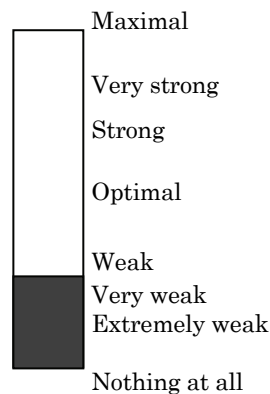 Maximal
Very strong
Strong
Optimal
Weak
Very weak
Extremely weak
Nothing at all